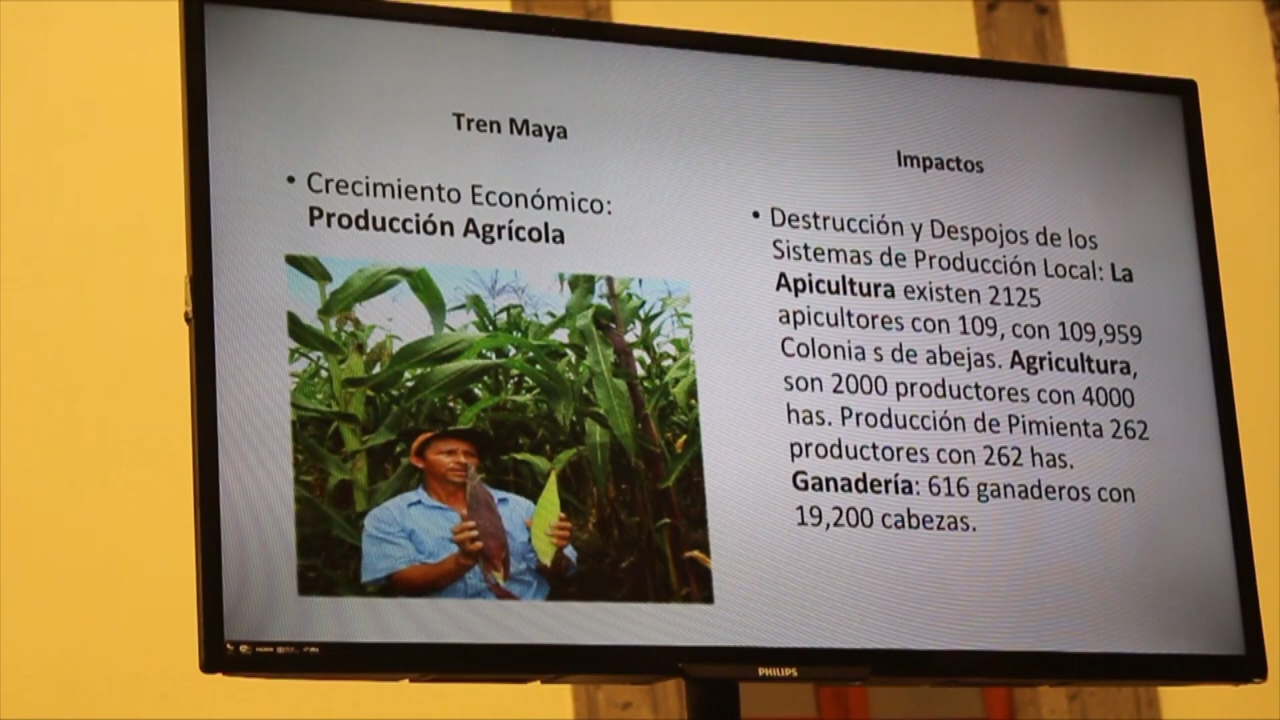 Tren Maya
• Crecimiento Económico:
Producción Agrícola
Impactos
• Destrucción y Despojos de los
Sistemas de Producción Local: La
Apicultura existen 2125
apicultores con 109, con 109,959
Colonia s de abejas. Agricultura,
son 2000 productores con 4000
has. Producción de Pimienta 262
productores con 262 has.
Ganadería: 616 ganaderos con
19,200 cabezas.
PHILIPS